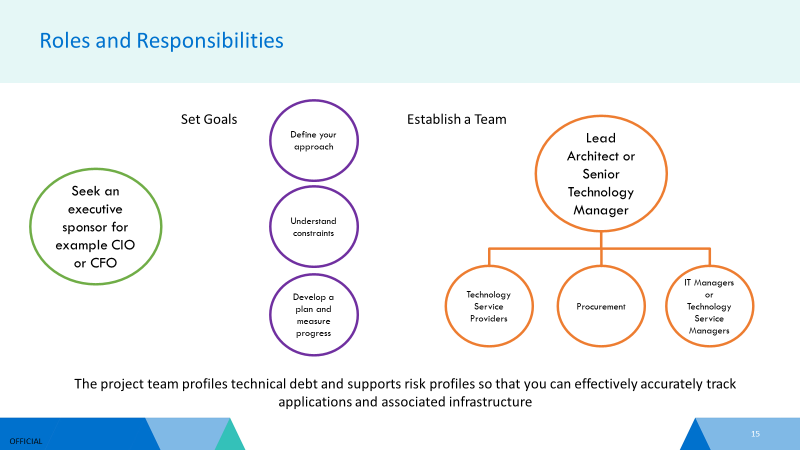 Roles and Responsibilities
Set Goals
Establish a Team
Seek an
executive
sponsor for
example CIO
or CFO
Define your
approach
Understand
constraints
Develop a
plan and
measure
progress
Lead
Architect or
Senior
Technology
Manager
Technology
Service
Providers
Procurement
IT Managers
or
Technology
Service
Managers
The project team profiles technical debt and supports risk profiles so that you can effectively accurately track
applications and associated infrastructure
OFFICIAL
15